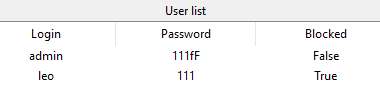 User list
Login Password Blocked
admin 111fF False
leo 111 True